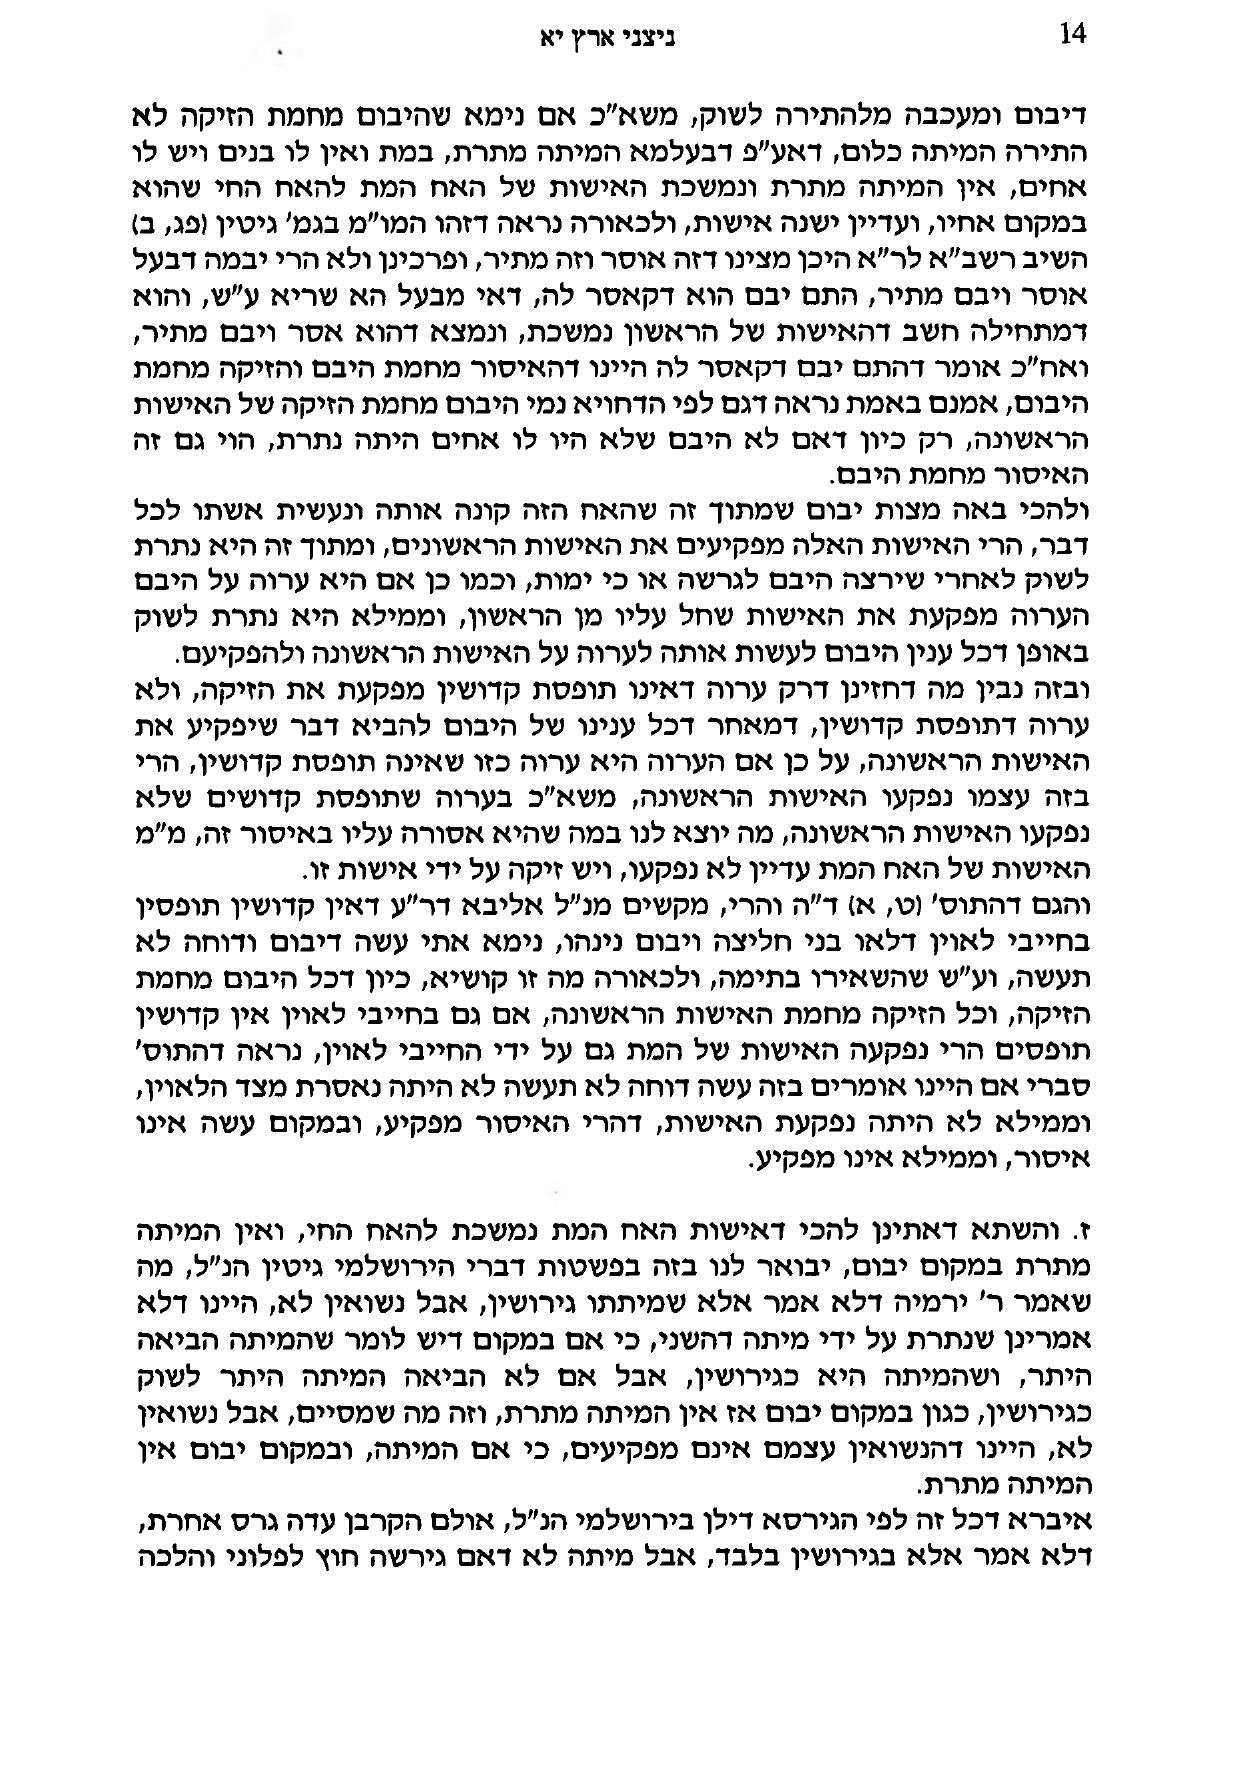 14
ניצני ארץ יא
דיבום ומעכבה מלהתירה לשוק, משא"כ אם נימא שהיבום מחמת הזיקה לא
התירה המיתה כלום, דאע"פ דבעלמא המיתה מתרת, במת ואין לו בנים ויש לו
אחים, אין המיתה מתרת ונמשכת האישות של האח המת להאח החי שהוא
במקום אחיו, ועדיין ישנה אישות, ולכאורה נראה דזהו המו"מ בגמ' גיטין (פג, ב)
השיב רשב"א לר"א היכן מצינו דזה אוסר וזה מתיר, ופרכינן ולא הרי יבמה דבעל
אוסר ויבם מתיר, התם יבם הוא דקאסר לה, דאי מבעל הא שריא ע"ש, והוא
דמתחילה חשב דהאישות של הראשון נמשכת, ונמצא דהוא אסר ויבם מתיר,
ואח"כ אומר דהתם יבם דקאסר לה היינו דהאיסור מחמת היבם והזיקה מחמת
היבום, אמנם באמת נראה דגם לפי הדחויא נמי היבום מחמת הזיקה של האישות
הראשונה, רק כיון דאם לא היבם שלא היו לו אחים היתה נתרת, הוי גם זה
האיסור מחמת היבם.
ולהכי באה מצות יבום שמתוך זה שהאח הזה קונה אותה ונעשית אשתו לכל
דבר, הרי האישות האלה מפקיעים את האישות הראשונים, ומתוך זה היא נתרת
לשוק לאחרי שירצה היבם לגרשה או כי ימות, וכמו כן אם היא ערוה על היבם
הערוה מפקעת את האישות שחל עליו מן הראשון, וממילא היא נתרת לשוק
באופן דכל ענין היבום לעשות אותה לערוה על האישות הראשונה ולהפקיעם.
ובזה נבין מה דחזינן דרק ערוה דאינו תופסת קדושין מפקעת את הזיקה, ולא
ערוה דתופסת קדושין, דמאחר דכל ענינו של היבום להביא דבר שיפקיע את
האישות הראשונה, על כן אם הערוה היא ערוה כזו שאינה תופסת קדושין, הרי
בזה עצמו נפקעו האישות הראשונה, משא"כ בערוה שתופסת קדושים שלא
נפקעו האישות הראשונה, מה יוצא לנו במה שהיא אסורה עליו באיסור זה, מ"מ
האישות של האח המת עדיין לא נפקעו, ויש זיקה על ידי אישות זו.
והגם דהתוס' (ט, א) ד"ה והרי, מקשים מנ"ל אליבא דר"ע דאין קדושין תופסין
בחייבי לאוין דלאו בני חליצה ויבום נינהו, נימא אתי עשה דיבום ודוחה לא
תעשה, וע"ש שהשאירו בתימה, ולכאורה מה זו קושיא, כיון דכל היבום מחמת
הזיקה, וכל הזיקה מחמת האישות הראשונה, אם גם בחייבי לאוין אין קדושין
תופסים הרי נפקעה האישות של המת גם על ידי החייבי לאוין, נראה דהתוס'
סברי אם היינו אומרים בזה עשה דוחה לא תעשה לא היתה נאסרת מצד הלאוין,
וממילא לא היתה נפקעת האישות, דהרי האיסור מפקיע, ובמקום עשה אינו
איסור, וממילא אינו מפקיע.
ז. והשתא דאתינן להכי דאישות האח המת נמשכת להאח החי, ואין המיתה
מתרת במקום יבום, יבואר לנו בזה בפשטות דברי הירושלמי גיטין הנ"ל, מה
שאמר ר' ירמיה דלא אמר אלא שמיתתו גירושין, אבל נשואין לא, היינו דלא
אמרינן שנתרת על ידי מיתה דהשני, כי אם במקום דיש לומר שהמיתה הביאה
היתר, ושהמיתה היא כגירושין, אבל אם לא הביאה המיתה היתר לשוק
כגירושין, כגון במקום יבום אז אין המיתה מתרת, וזה מה שמסיים, אבל נשואין
לא, היינו דהנשואין עצמם אינם מפקיעים, כי אם המיתה, ובמקום יבום אין
המיתה מתרת.
איברא דכל זה לפי הגירסא דילן בירושלמי הנ"ל, אולם הקרבן עדה גרס אחרת,
דלא אמר אלא בגירושין בלבד, אבל מיתה לא דאם גירשה חוץ לפלוני והלכה